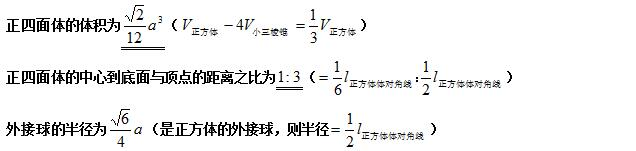 正四面体的体积为 $\frac{\sqrt{2}}{12}a^3$（$V_{正方体} - 4V_{小三棱锥} = \frac{1}{3}V_{正方体}$）
正四面体的中心到底面与顶点的距离之比为 $1:3$（$= \frac{1}{6}l_{正方体体对角线} : \frac{1}{2}l_{正方体体对角线}$）
外接球的半径为 $\frac{\sqrt{6}}{4}a$（是正方体的外接球，则半径 $= \frac{1}{2}l_{正方体体对角线}$）